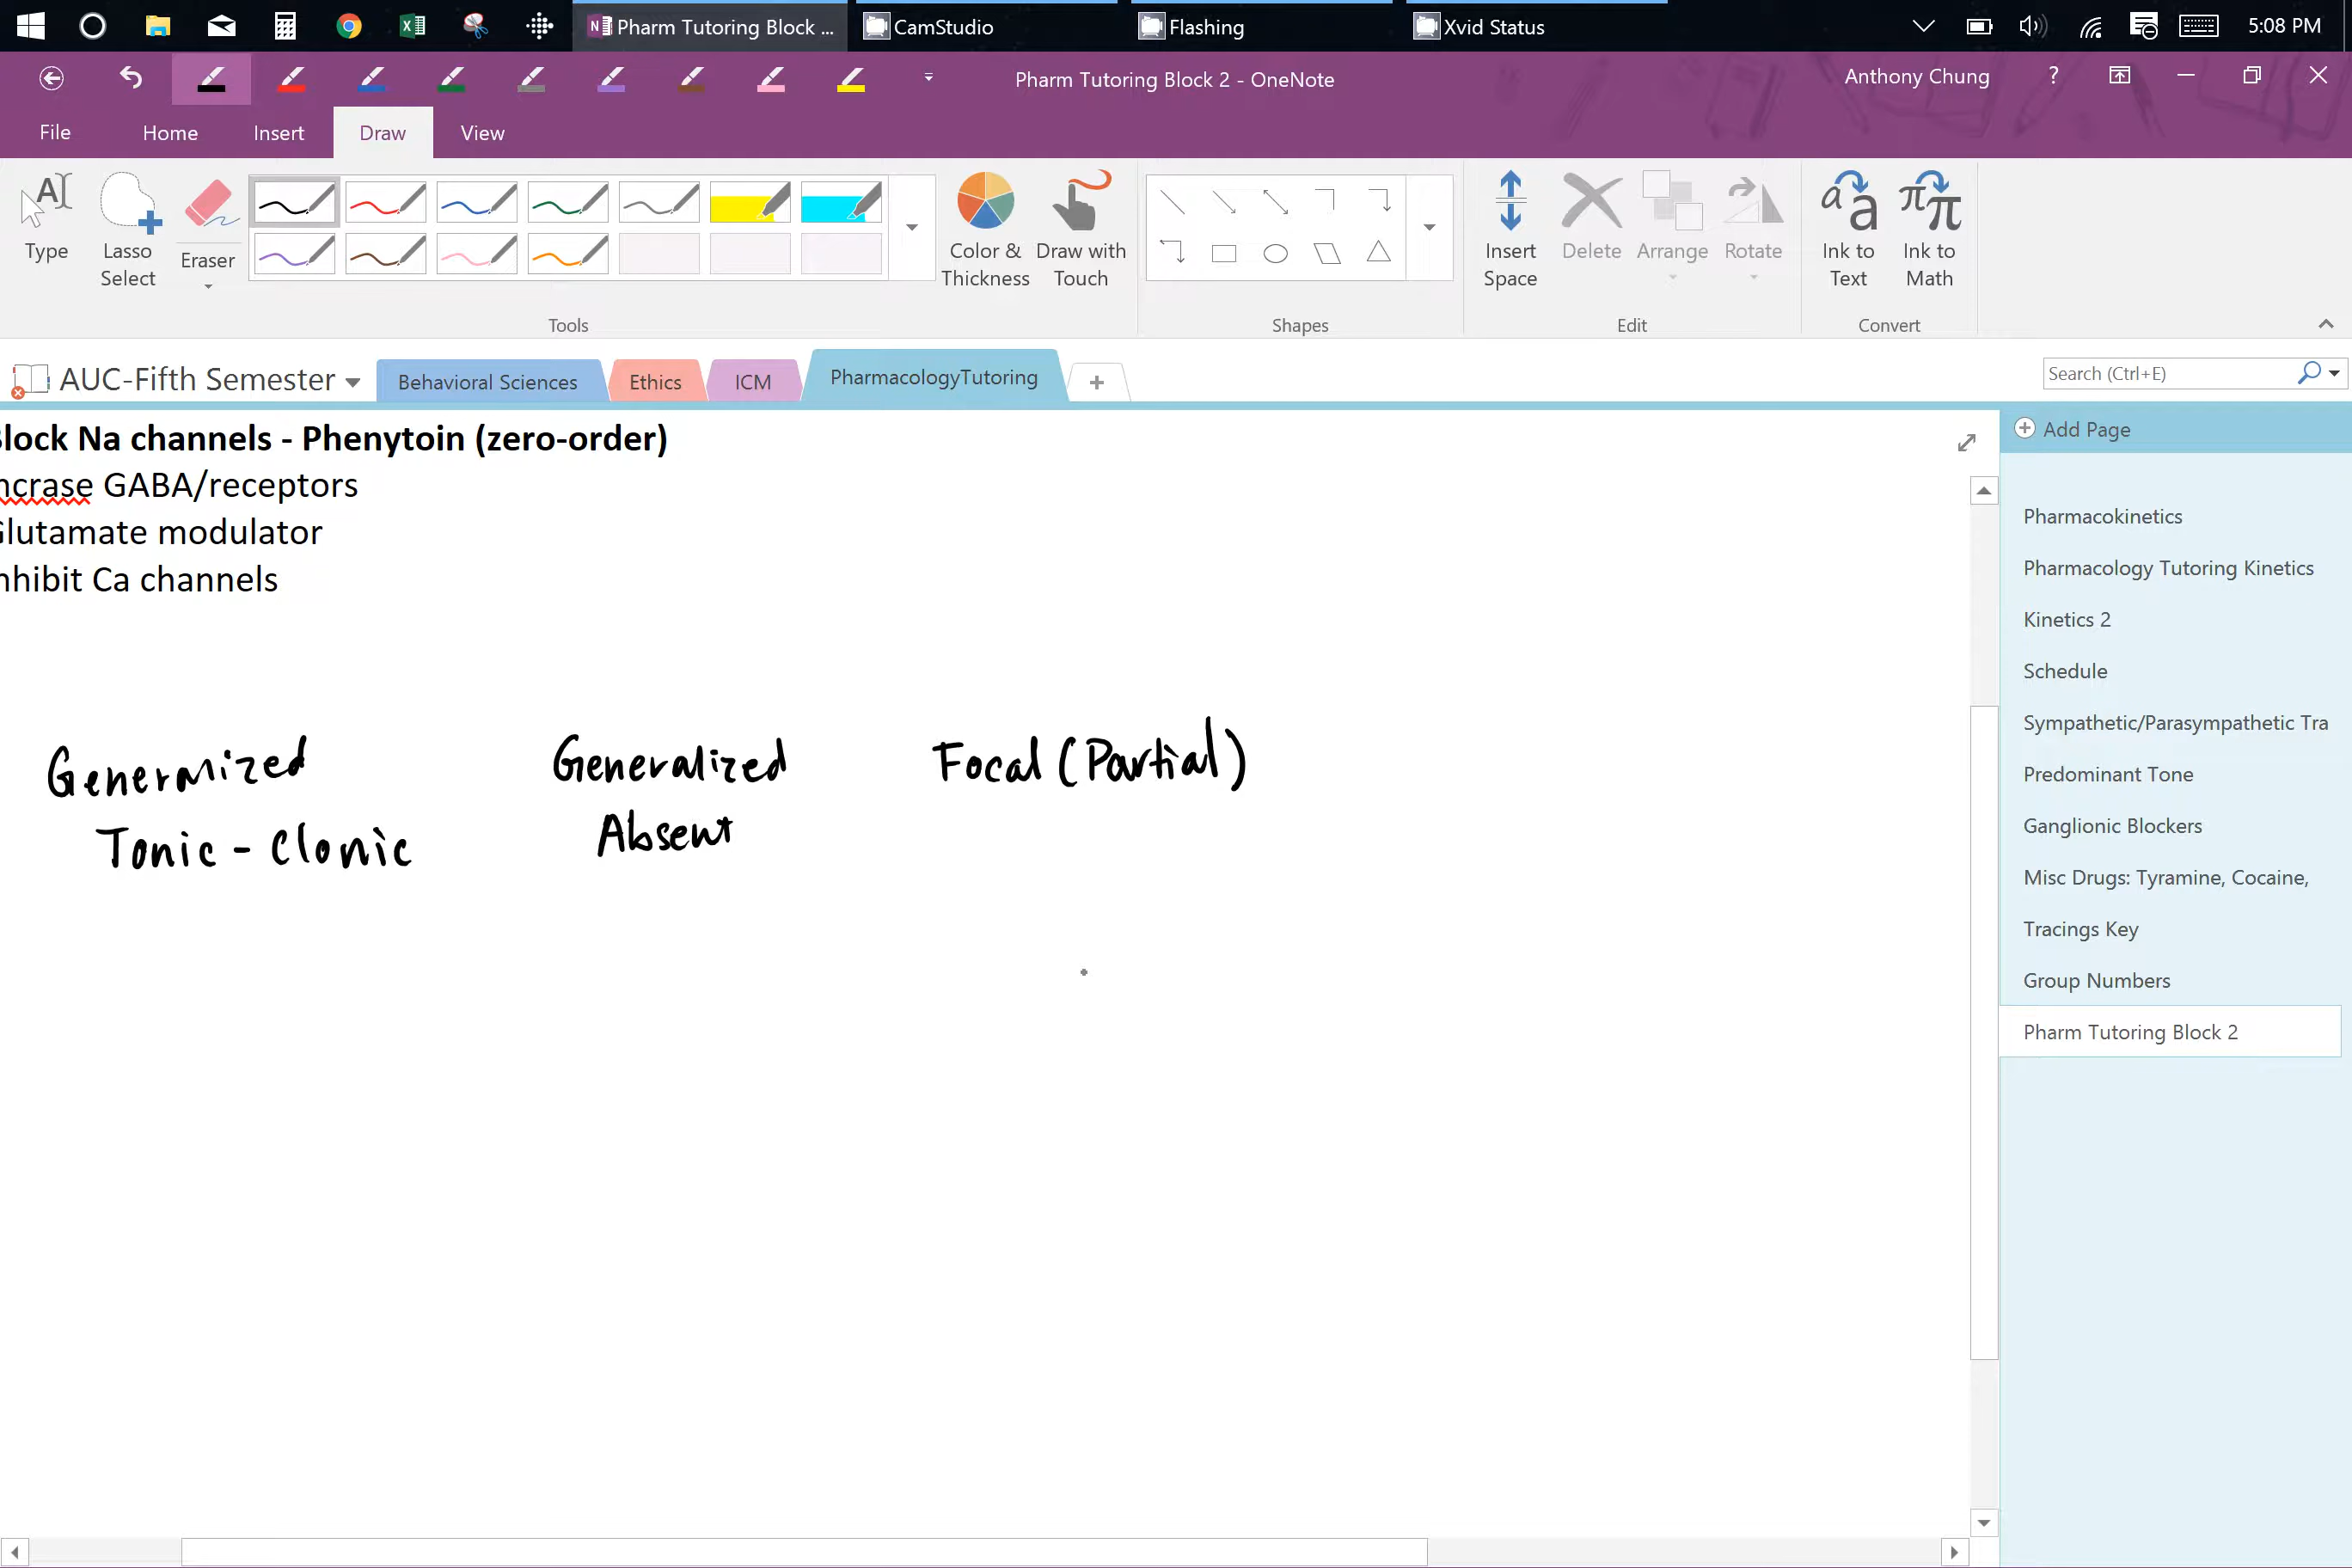 Pharm Tutoring Block ...
CamStudio
Flashing
Xvid Status
5:08 PM
Pharm Tutoring Block 2 - OneNote
Anthony Chung
File
Home
Insert
Draw
View
Type
Lasso
Select
Eraser
Color &
Thickness
Draw with
Touch
Insert
Space
Delete
Arrange
Rotate
Ink to
Text
Ink to
Math
Tools
Shapes
Edit
Convert
AUC-Fifth Semester
Behavioral Sciences
Ethics
ICM
PharmacologyTutoring
Search (Ctrl+E)
lock Na channels - Phenytoin (zero-order)
ncrase GABA/receptors
Glutamate modulator
nhibit Ca channels
Generalized
Tonic - Clonic
Generalized
Absent
Focal (Partial)
Add Page
Pharmacokinetics
Pharmacology Tutoring Kinetics
Kinetics 2
Schedule
Sympathetic/Parasympathetic Tra
Predominant Tone
Ganglionic Blockers
Misc Drugs: Tyramine, Cocaine,
Tracings Key
Group Numbers
Pharm Tutoring Block 2